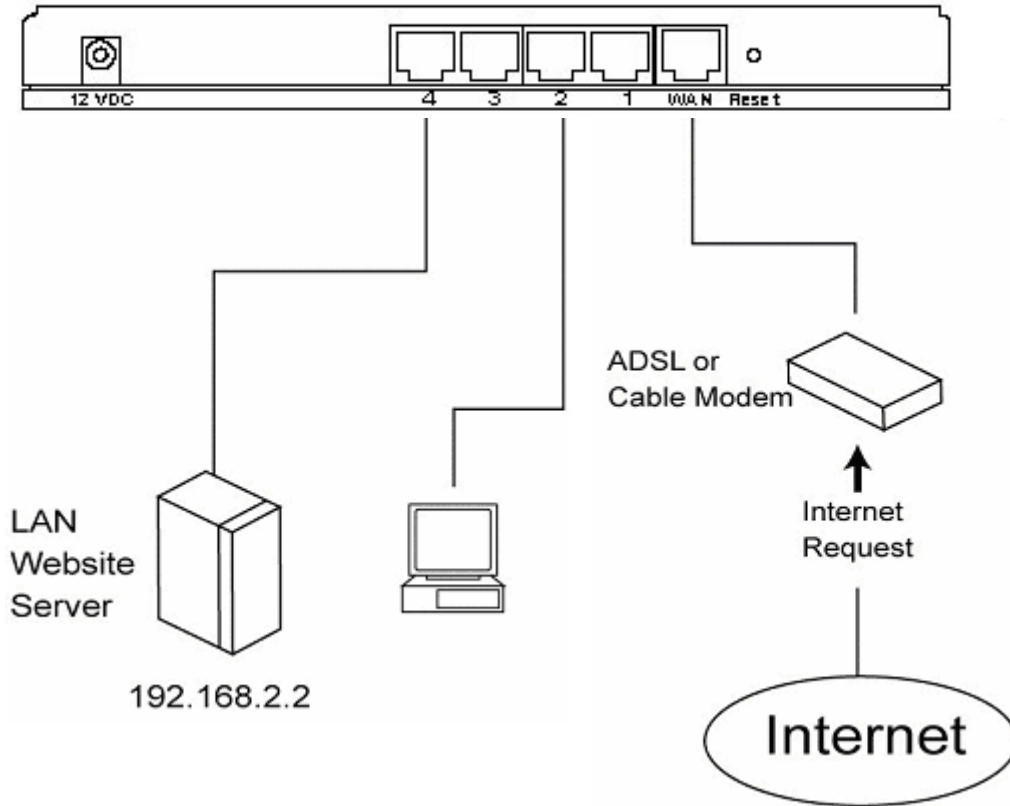 12 VDC 4 3 2 1 WAN Reset
ADSL or
Cable Modem
Internet
Request
LAN
Website
Server
192.168.2.2
Internet